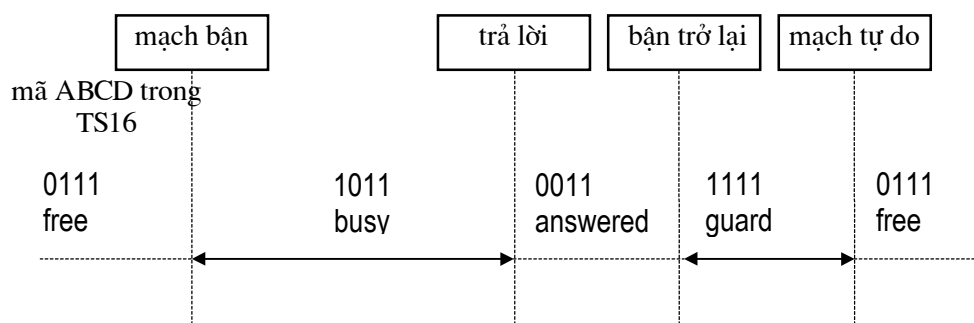 mạch bận
trả lời
bận trở lại
mạch tự do
mã ABCD trong
TS16
0111
1011
0011
1111
0111
free
busy
answered
guard
free